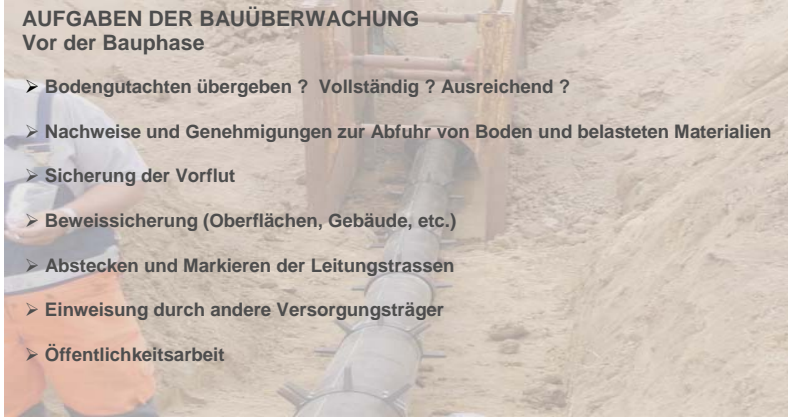 AUFGABEN DER BAUÜBERWACHUNG
Vor der Bauphase
➢ Bodengutachten übergeben ? Vollständig ? Ausreichend ?
➢ Nachweise und Genehmigungen zur Abfuhr von Boden und belasteten Materialien
➢ Sicherung der Vorflut
➢ Beweissicherung (Oberflächen, Gebäude, etc.)
➢ Abstecken und Markieren der Leitungstrassen
➢ Einweisung durch andere Versorgungsträger
➢ Öffentlichkeitsarbeit